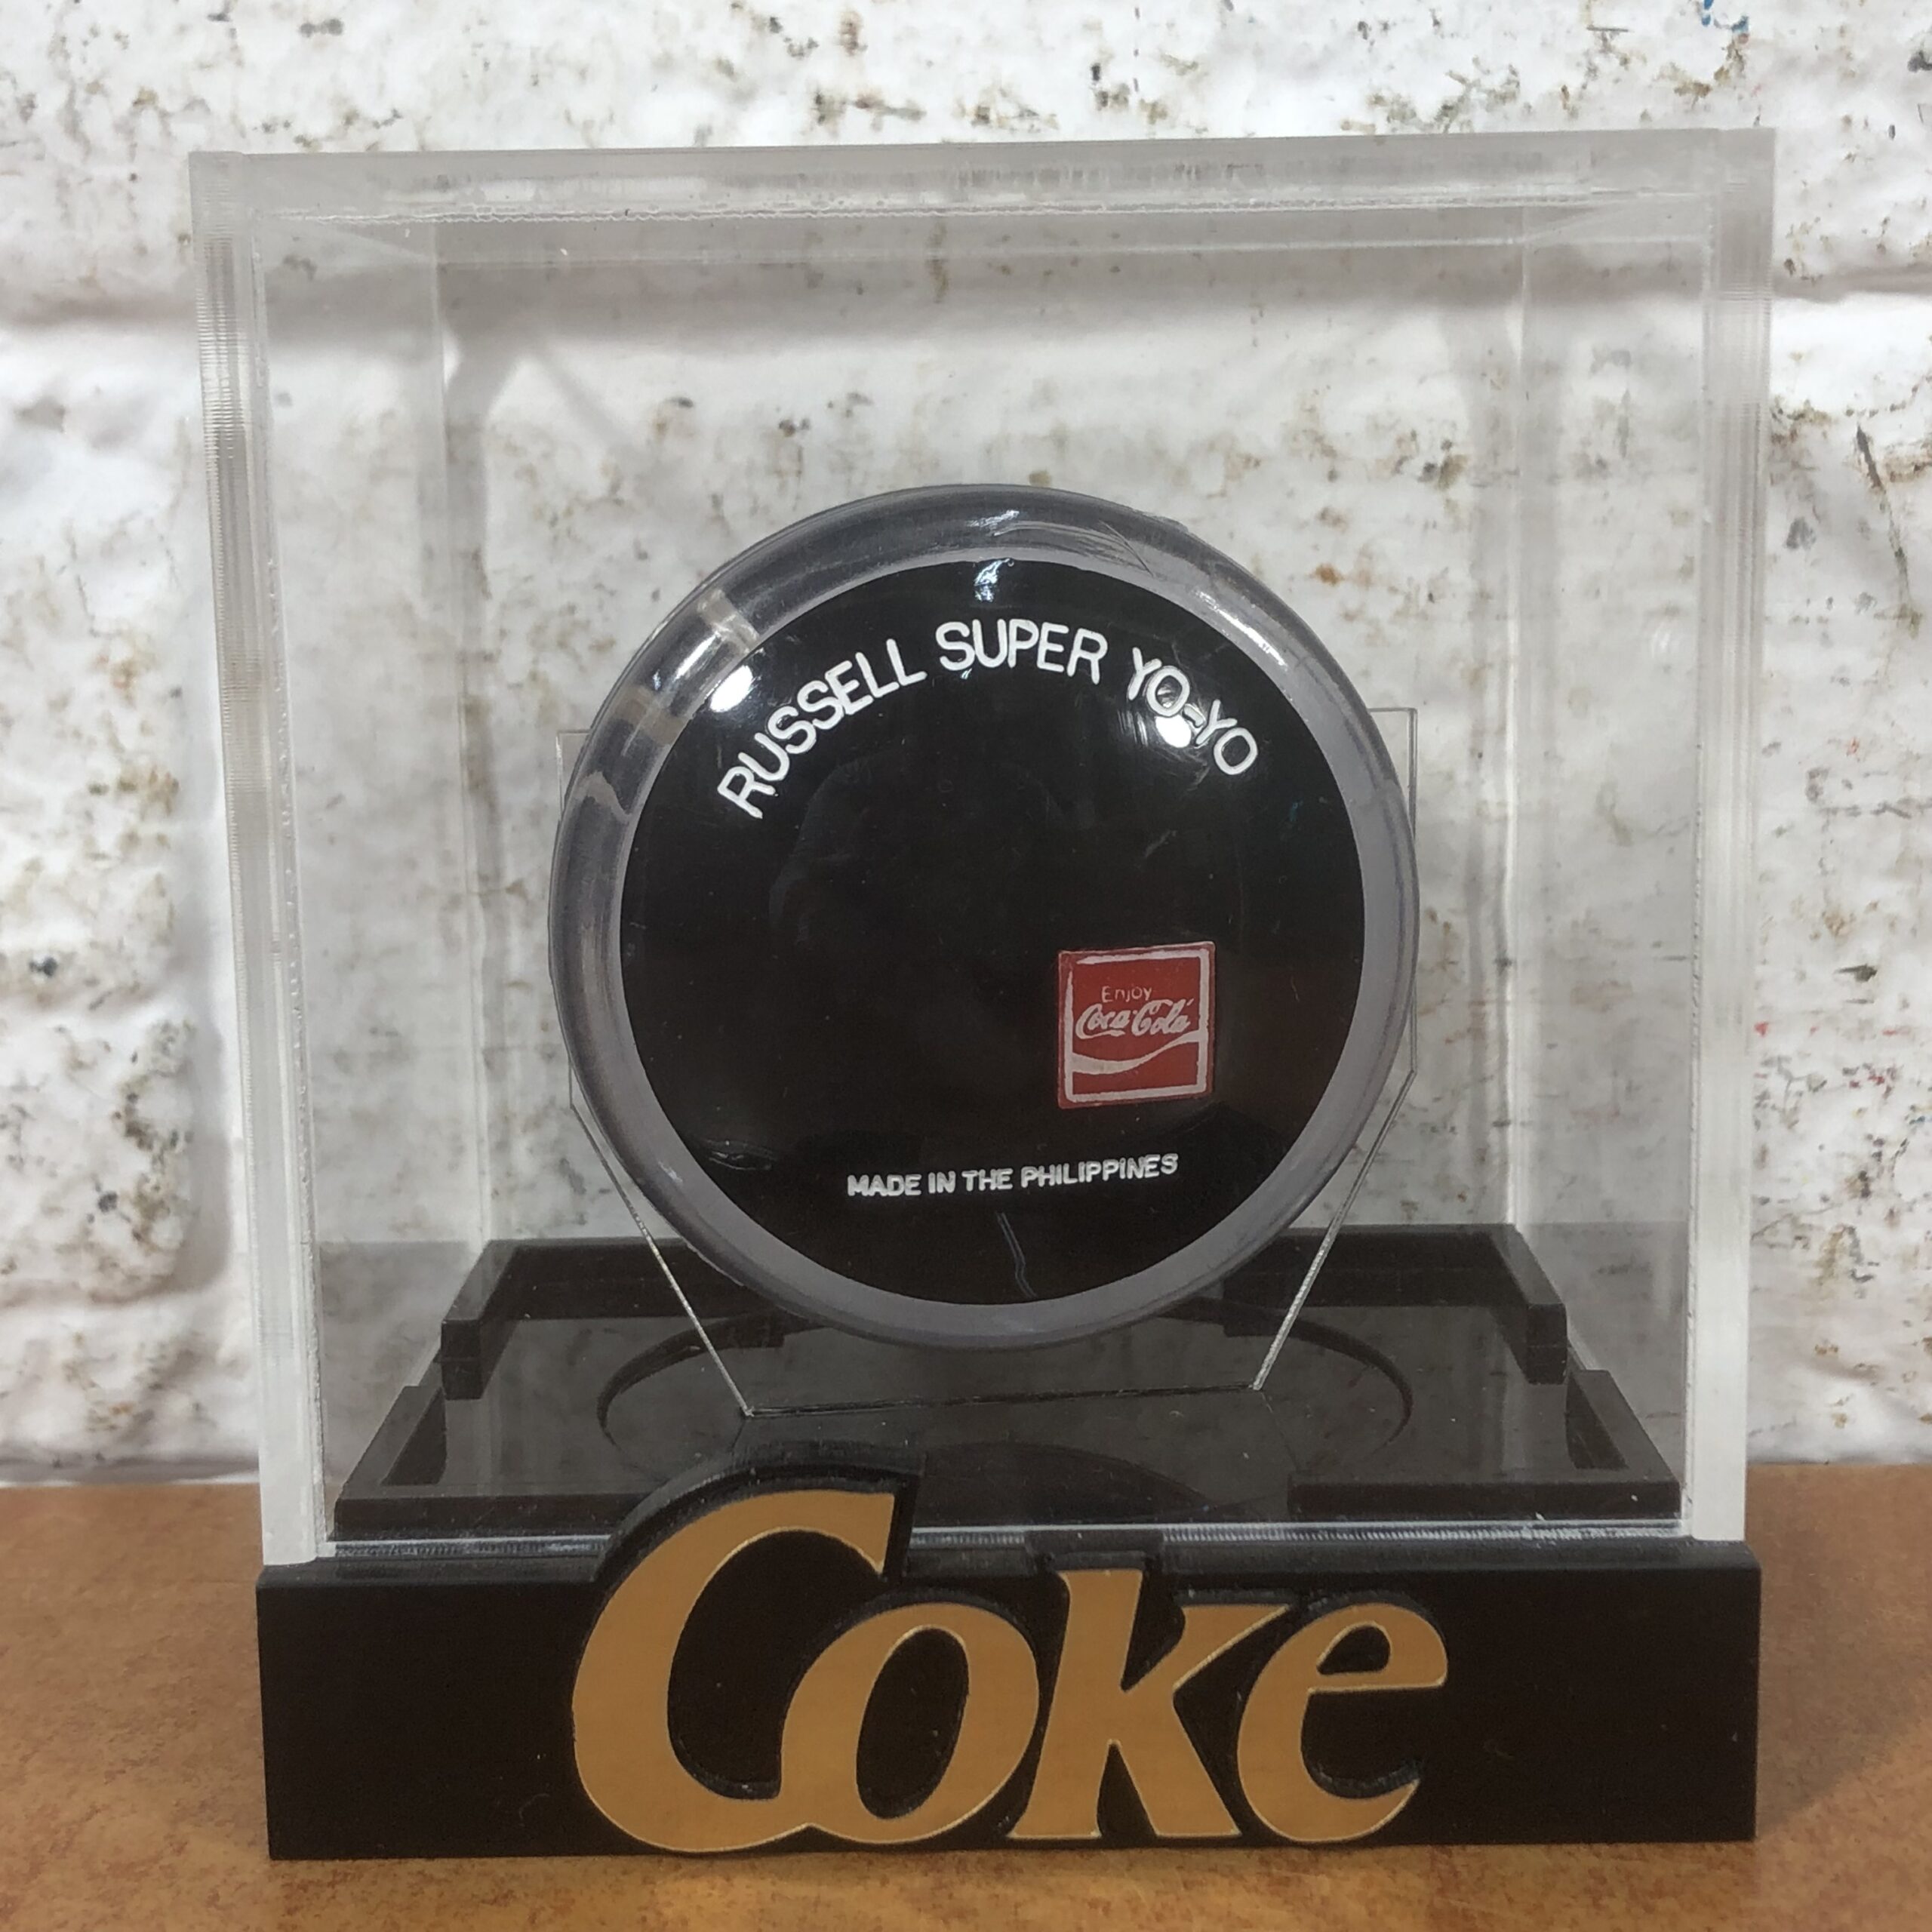 RUSSELL SUPER YO-YO
Enjoy
Coca-Cola
MADE IN THE PHILIPPINES
Coke